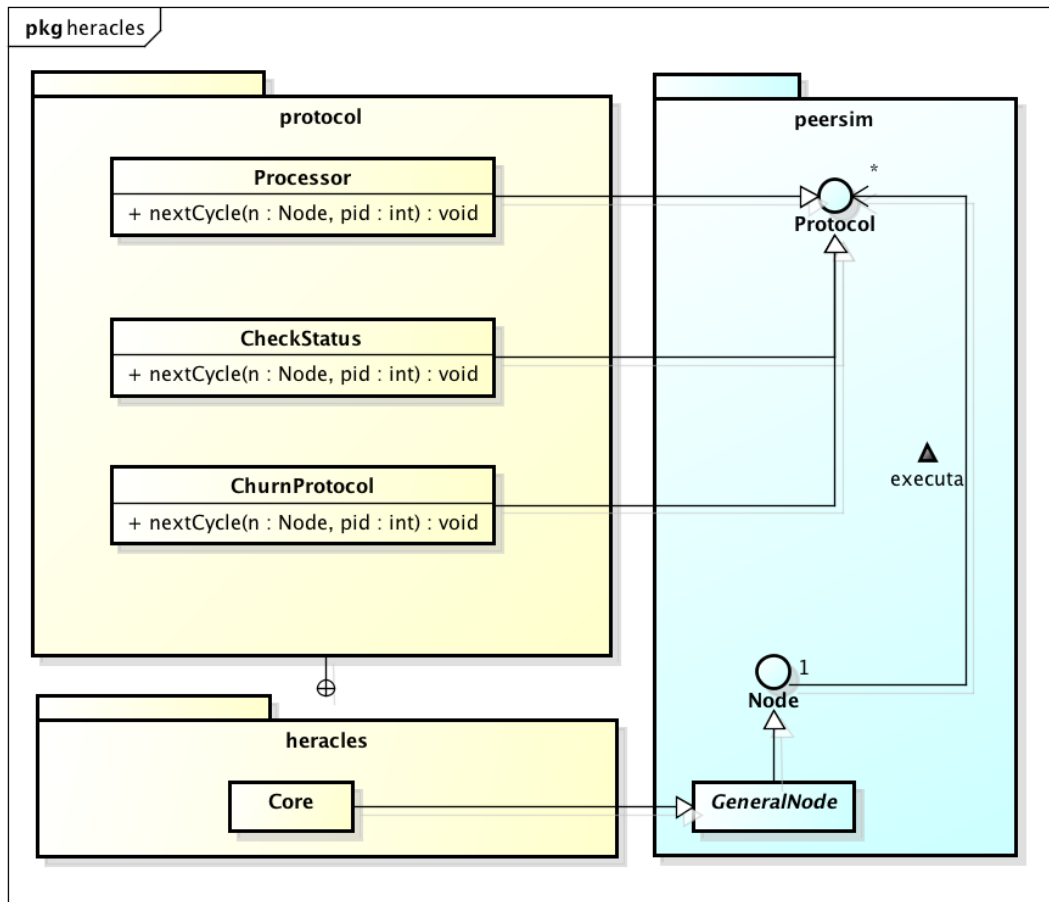 pkg heracles
protocol
Processor
+ nextCycle(n : Node, pid : int) : void
CheckStatus
+ nextCycle(n : Node, pid : int) : void
ChurnProtocol
+ nextCycle(n : Node, pid : int) : void
peersim
*
Protocol
executa
1
Node
GeneralNode
heracles
Core